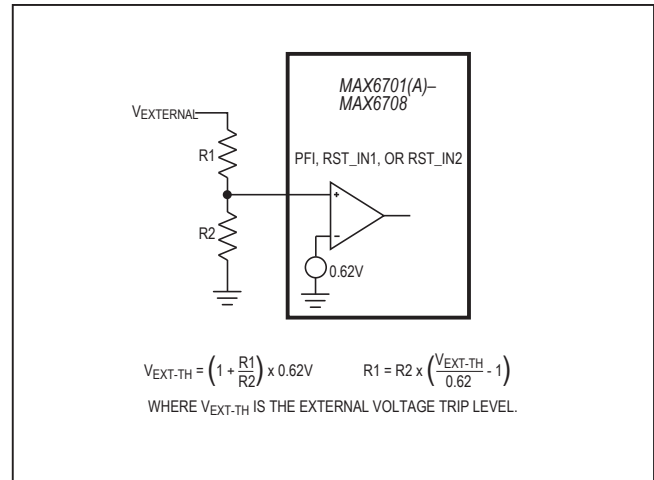 MAX6701(A)–
MAX6708
VEXTERNAL
R1
PFI, RST_IN1, OR RST_IN2
+
R2
-
0.62V
VEXT-TH = (1 + R1/R2) x 0.62V
R1 = R2 x (VEXT-TH/0.62 - 1)
WHERE VEXT-TH IS THE EXTERNAL VOLTAGE TRIP LEVEL.